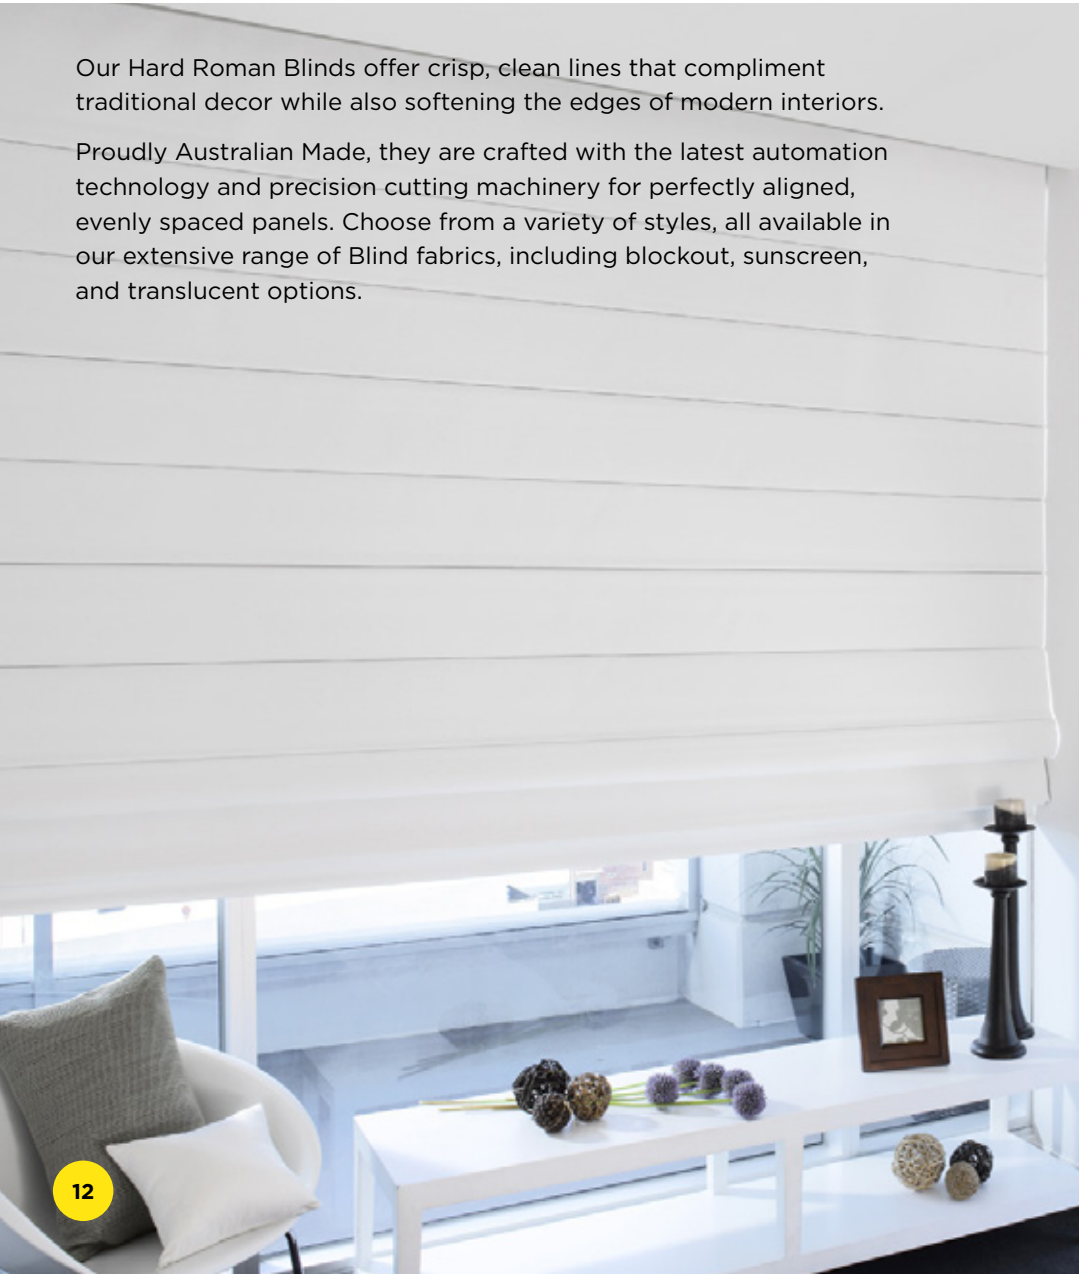 Our Hard Roman Blinds offer crisp, clean lines that compliment
traditional decor while also softening the edges of modern interiors.
Proudly Australian Made, they are crafted with the latest automation
technology and precision cutting machinery for perfectly aligned,
evenly spaced panels. Choose from a variety of styles, all available in
our extensive range of Blind fabrics, including blockout, sunscreen,
and translucent options.
12